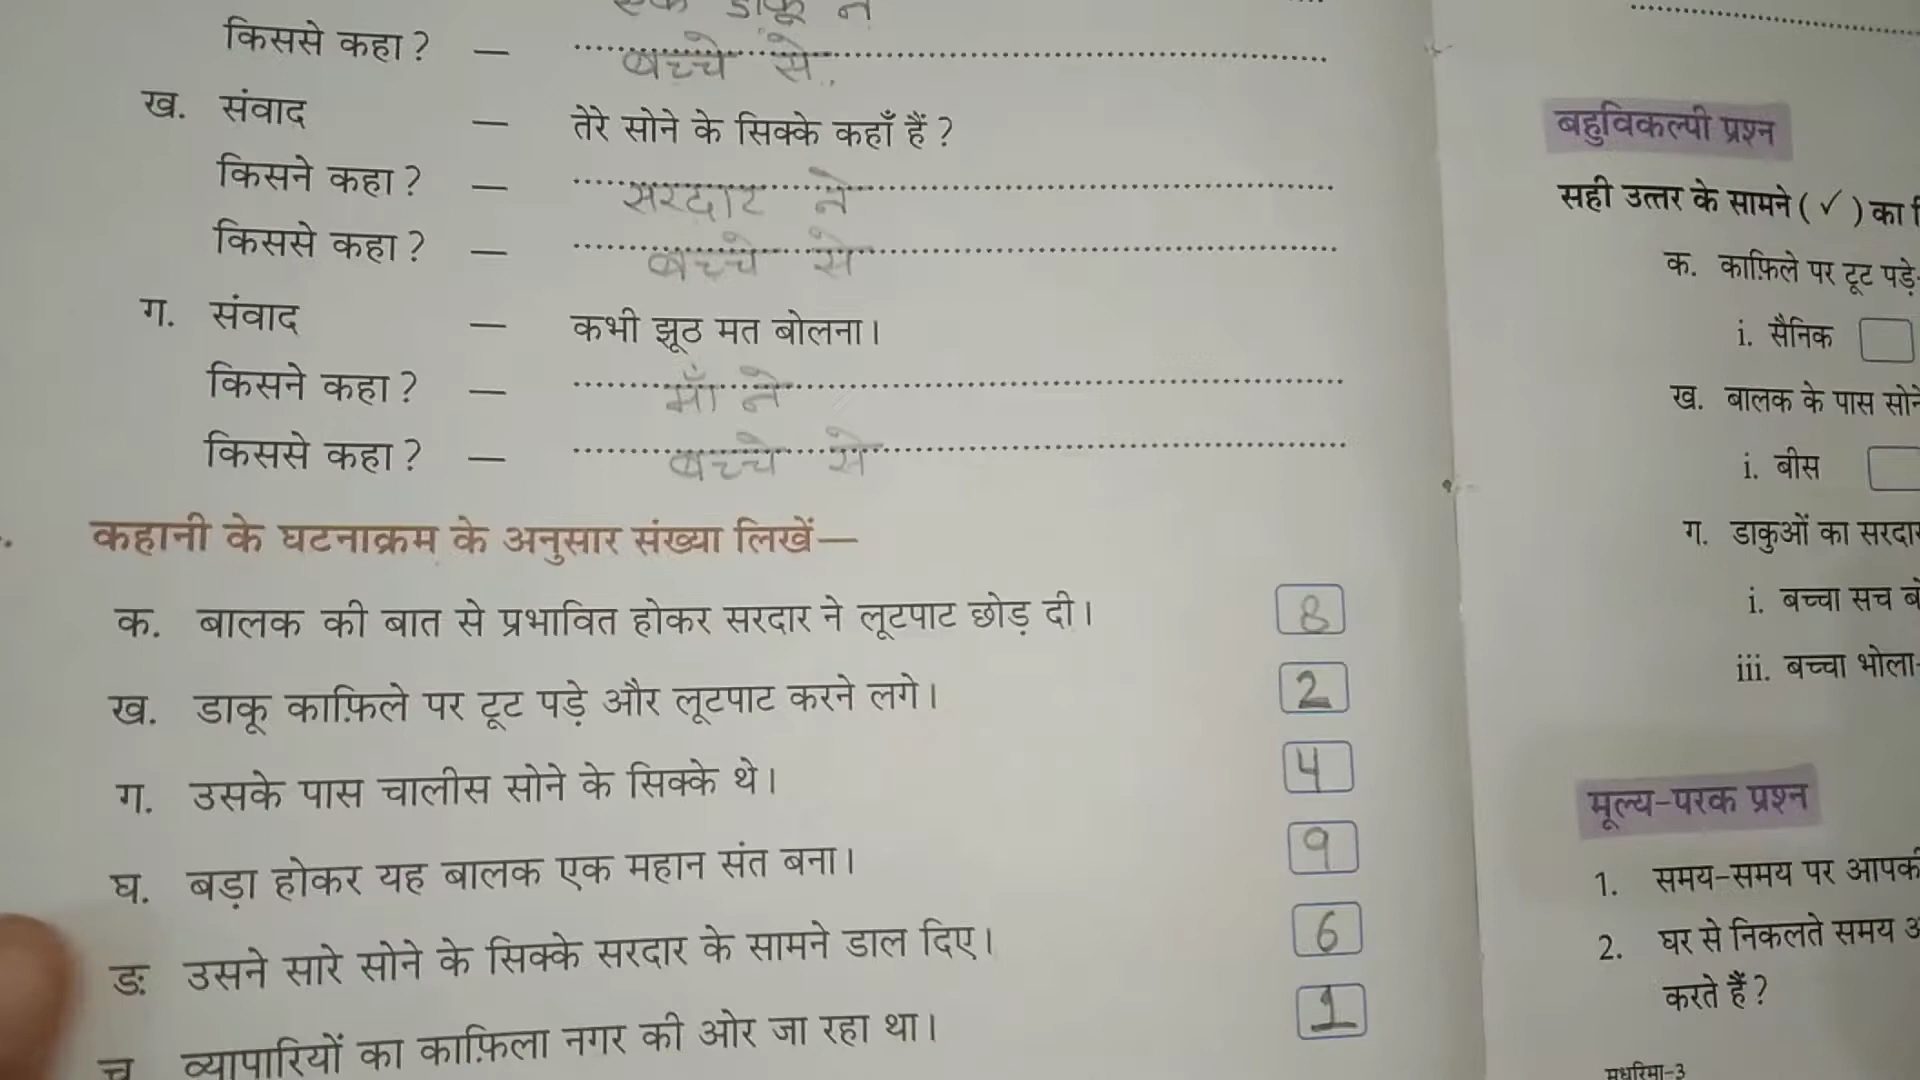 एक डाकू ने
किससे कहा? — बच्चे से
ख. संवाद — तेरे सोने के सिक्के कहाँ हैं?
किसने कहा? — सरदार ने
किससे कहा? — बच्चे से
ग. संवाद — कभी झूठ मत बोलना।
किसने कहा? — माँ ने
किससे कहा? — बच्चे से
कहानी के घटनाक्रम के अनुसार संख्या लिखें—
क. बालक की बात से प्रभावित होकर सरदार ने लूटपाट छोड़ दी। 8
ख. डाकू काफ़िले पर टूट पड़े और लूटपाट करने लगे। 2
ग. उसके पास चालीस सोने के सिक्के थे। 4
घ. बड़ा होकर यह बालक एक महान संत बना। 9
ङ. उसने सारे सोने के सिक्के सरदार के सामने डाल दिए। 6
च व्यापारियों का काफ़िला नगर की ओर जा रहा था। 1
बहुविकल्पी प्रश्न
सही उत्तर के सामने (✓) का
क. काफ़िले पर टूट पड़े-
i. सैनिक
ख. बालक के पास सोने
i. बीस
ग. डाकुओं का सरदार
i. बच्चा सच
iii. बच्चा भोला-
मूल्य-परक प्रश्न
1. समय-समय पर आपकी
2. घर से निकलते समय
करते हैं?
मधुरिमा-3